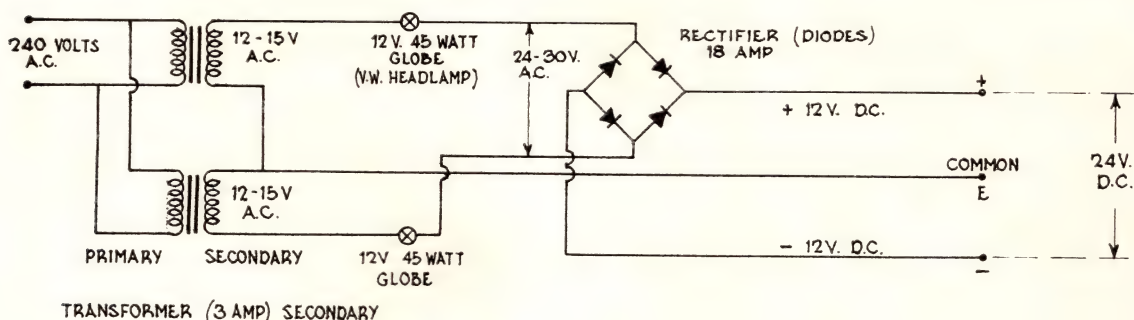 240 VOLTS
A.C.
12-15V
A.C.
12V. 45 WATT
GLOBE
(V.W. HEADLAMP)
24-30V.
A.C.
RECTIFIER (DIODES)
18 AMP
+
+ 12V. D.C.
COMMON
E
24V.
D.C.
12-15V
A.C.
- 12V. D.C.
-
PRIMARY SECONDARY
12V 45 WATT
GLOBE
TRANSFORMER (3 AMP) SECONDARY